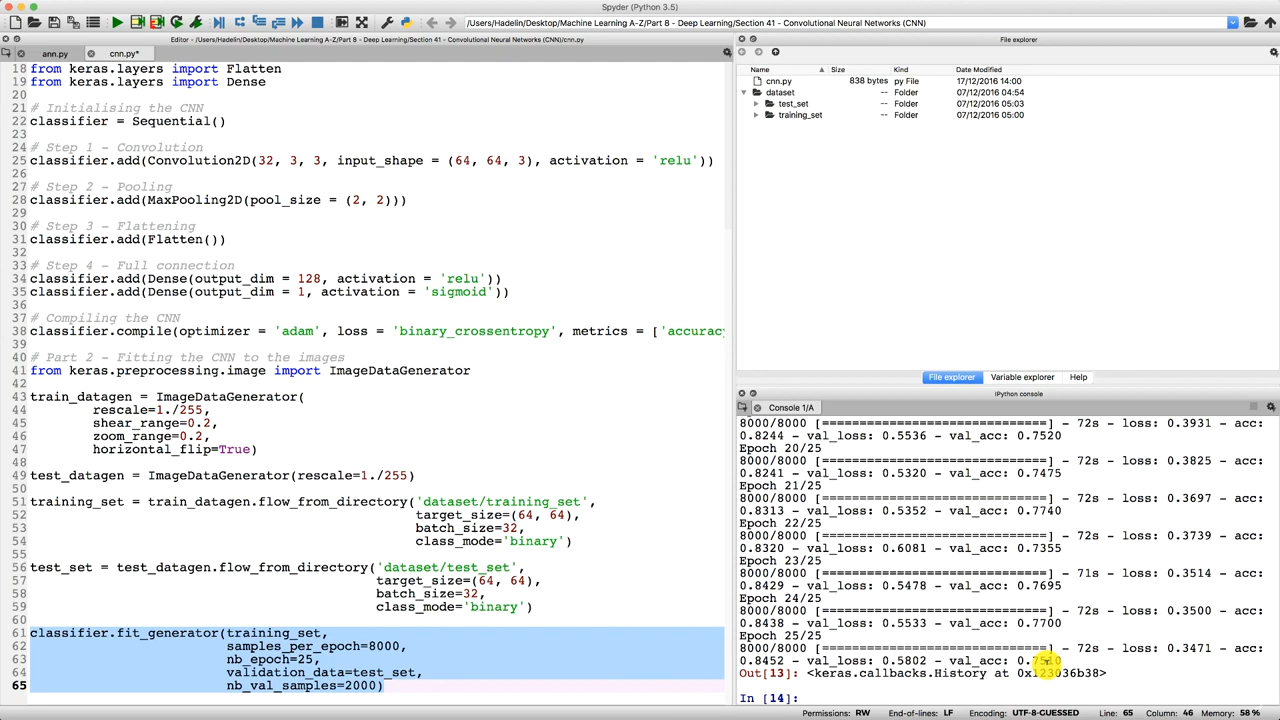 Spyder (Python 3.5)
/Users/Hadelin/Desktop/Machine Learning A-Z/Part 8 - Deep Learning/Section 41 - Convolutional Neural Networks (CNN)
Editor - /Users/Hadelin/Desktop/Machine Learning A-Z/Part 8 - Deep Learning/Section 41 - Convolutional Neural Networks (CNN)/cnn.py
ann.py
cnn.py*
18 from keras.layers import Flatten
19 from keras.layers import Dense
20
21 # Initialising the CNN
22 classifier = Sequential()
23
24 # Step 1 - Convolution
25 classifier.add(Convolution2D(32, 3, 3, input_shape = (64, 64, 3), activation = 'relu'))
26
27 # Step 2 - Pooling
28 classifier.add(MaxPooling2D(pool_size = (2, 2)))
29
30 # Step 3 - Flattening
31 classifier.add(Flatten())
32
33 # Step 4 - Full connection
34 classifier.add(Dense(output_dim = 128, activation = 'relu'))
35 classifier.add(Dense(output_dim = 1, activation = 'sigmoid'))
36
37 # Compiling the CNN
38 classifier.compile(optimizer = 'adam', loss = 'binary_crossentropy', metrics = ['accuracy
39
40 # Part 2 - Fitting the CNN to the images
41 from keras.preprocessing.image import ImageDataGenerator
42
43 train_datagen = ImageDataGenerator(
44 rescale=1./255,
45 shear_range=0.2,
46 zoom_range=0.2,
47 horizontal_flip=True)
48
49 test_datagen = ImageDataGenerator(rescale=1./255)
50
51 training_set = train_datagen.flow_from_directory('dataset/training_set',
52 target_size=(64, 64),
53 batch_size=32,
54 class_mode='binary')
55
56 test_set = test_datagen.flow_from_directory('dataset/test_set',
57 target_size=(64, 64),
58 batch_size=32,
59 class_mode='binary')
60
61 classifier.fit_generator(training_set,
62 samples_per_epoch=8000,
63 nb_epoch=25,
64 validation_data=test_set,
65 nb_val_samples=2000)
File explorer
Name Size Kind Date Modified
cnn.py 838 bytes py File 17/12/2016 14:00
dataset -- Folder 07/12/2016 04:54
test_set -- Folder 07/12/2016 05:03
training_set -- Folder 07/12/2016 05:00
File explorer Variable explorer Help
IPython console
Console 1/A
8000/8000 [==============================] - 72s - loss: 0.3931 - acc:
0.8244 - val_loss: 0.5536 - val_acc: 0.7520
Epoch 20/25
8000/8000 [==============================] - 72s - loss: 0.3825 - acc:
0.8241 - val_loss: 0.5320 - val_acc: 0.7475
Epoch 21/25
8000/8000 [==============================] - 72s - loss: 0.3697 - acc:
0.8313 - val_loss: 0.5352 - val_acc: 0.7740
Epoch 22/25
8000/8000 [==============================] - 72s - loss: 0.3739 - acc:
0.8320 - val_loss: 0.6081 - val_acc: 0.7355
Epoch 23/25
8000/8000 [==============================] - 71s - loss: 0.3514 - acc:
0.8429 - val_loss: 0.5478 - val_acc: 0.7695
Epoch 24/25
8000/8000 [==============================] - 72s - loss: 0.3500 - acc:
0.8438 - val_loss: 0.5533 - val_acc: 0.7700
Epoch 25/25
8000/8000 [==============================] - 72s - loss: 0.3471 - acc:
0.8452 - val_loss: 0.5802 - val_acc:
Out[13]: <keras.callbacks.History at 0x123036b38>
In [14]:
Permissions: RW End-of-lines: LF Encoding: UTF-8-GUESSED Line: 65 Column: 46 Memory: 58 %